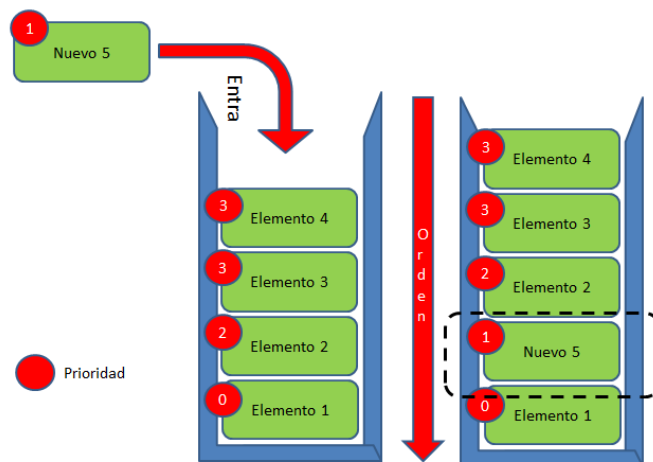 1
Nuevo 5
Entra
3
Elemento 4
3
Elemento 3
2
Elemento 2
0
Elemento 1
Prioridad
Orden
3
Elemento 4
3
Elemento 3
2
Elemento 2
1
Nuevo 5
0
Elemento 1